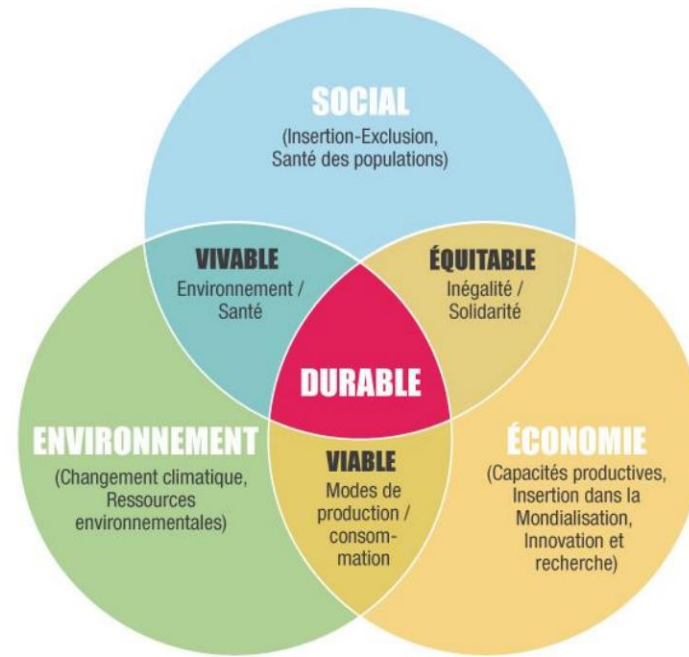 SOCIAL
(Insertion-Exclusion,
Santé des populations)
VIVABLE
Environnement /
Santé
ÉQUITABLE
Inégalité /
Solidarité
DURABLE
ENVIRONNEMENT
(Changement climatique,
Ressources
environnementales)
VIABLE
Modes de
production /
consom-
mation
ÉCONOMIE
(Capacités productives,
Insertion dans la
Mondialisation,
Innovation et
recherche)